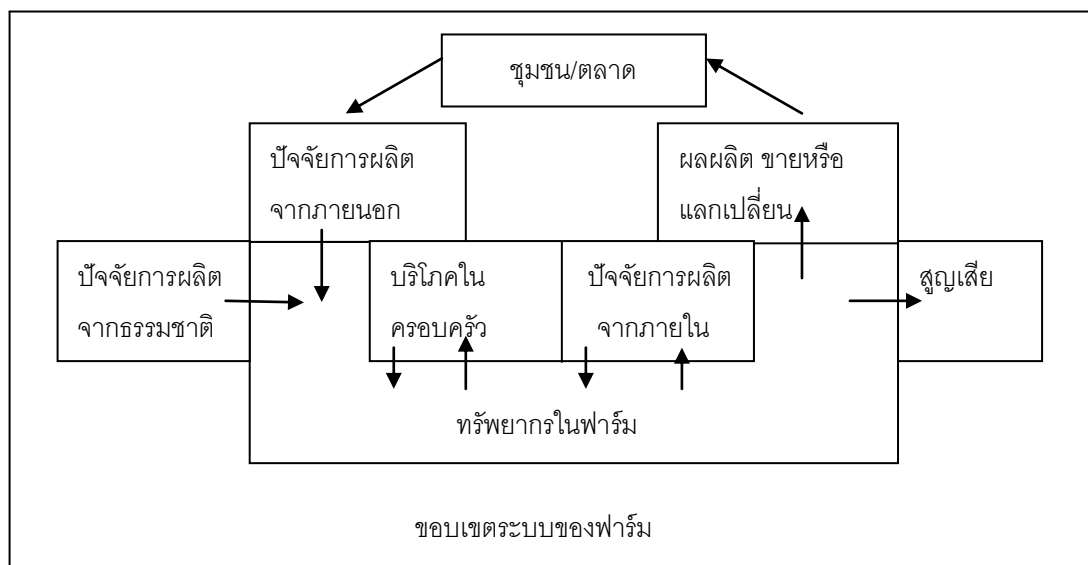 ชุมชน/ตลาด
ปัจจัยการผลิต
จากภายนอก
ผลผลิต ขายหรือ
แลกเปลี่ยน
ปัจจัยการผลิต
จากธรรมชาติ
บริโภคใน
ครอบครัว
ปัจจัยการผลิต
จากภายใน
สูญเสีย
ทรัพยากรในฟาร์ม
ขอบเขตระบบของฟาร์ม